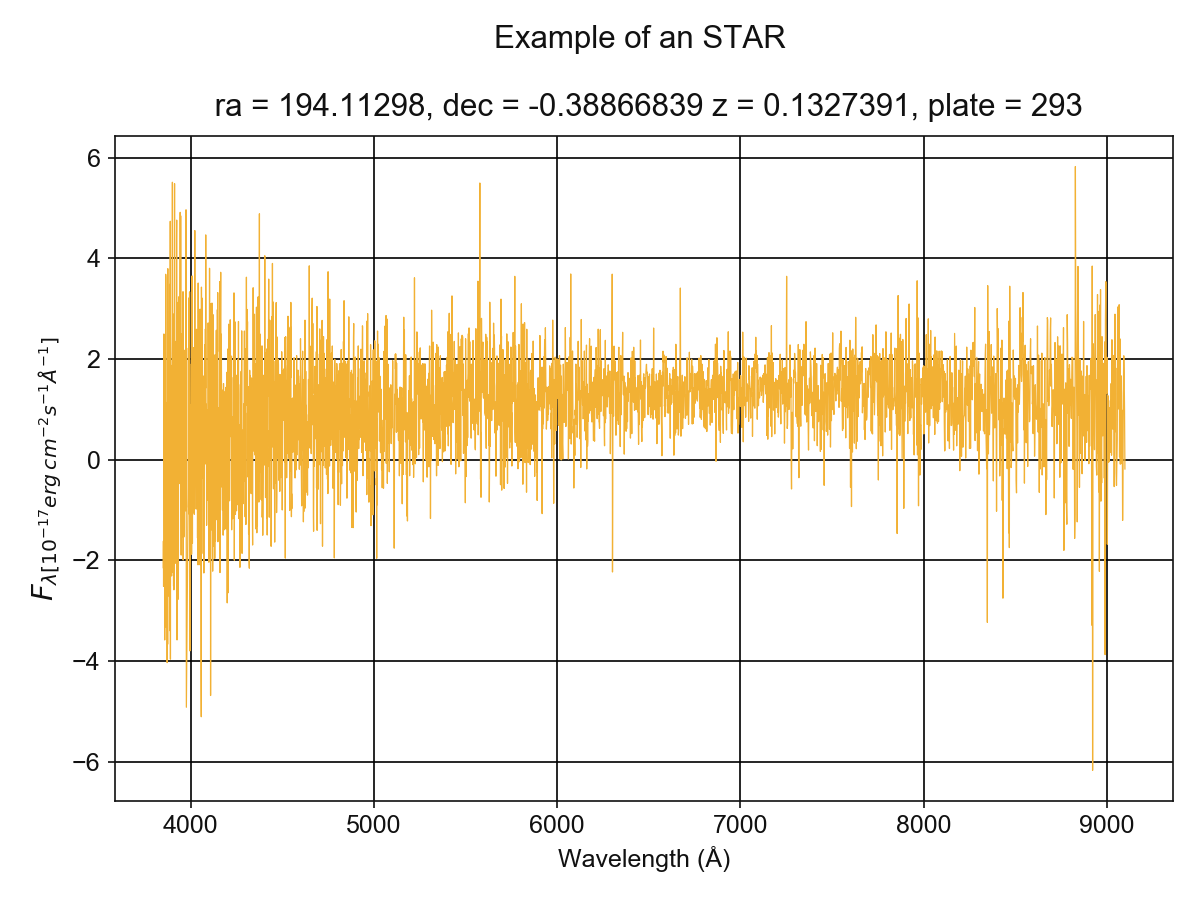 Example of an STAR
ra = 194.11298, dec = -0.38866839 z = 0.1327391, plate = 293
6
4
2
0
−2
−4
−6
F_{λ[10^{−17}erg cm^{−2}s^{−1}Å^{−1}]}
4000 5000 6000 7000 8000 9000
Wavelength (Å)